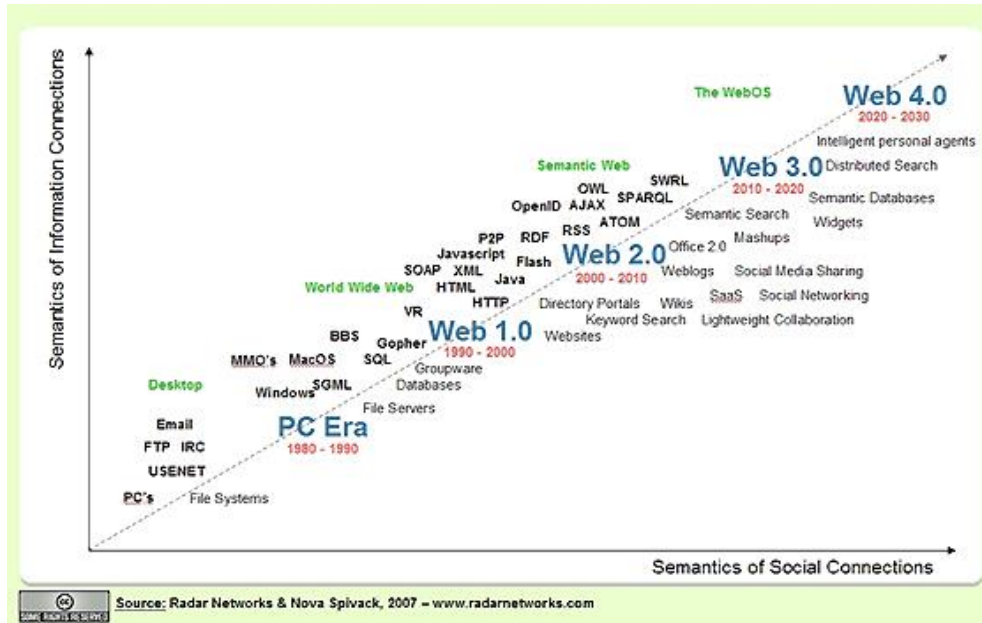 Semantics of Information Connections
The WebOS
Web 4.0
2020 - 2030
Intelligent personal agents
Semantic Web
Web 3.0
Distributed Search
2010 - 2020
SWRL
OWL
SPARQL
Semantic Databases
OpenID AJAX
Semantic Search
Widgets
ATOM
RSS
P2P
RDF
Mashups
Office 2.0
Javascript
Flash
Web 2.0
2000 - 2010
Weblogs
Social Media Sharing
SOAP XML
Java
World Wide Web
HTML
HTTP
Directory Portals
Wikis
SaaS
Social Networking
VR
Keyword Search
Lightweight Collaboration
Web 1.0
1990 - 2000
Websites
BBS
Gopher
MMO's
MacOS
SQL
Groupware
Desktop
Windows
SGML
Databases
File Servers
PC Era
1980 - 1990
Email
FTP IRC
USENET
PC's
File Systems
Semantics of Social Connections
cc
SOME RIGHTS RESERVED
Source: Radar Networks & Nova Spivack, 2007 – www.radarnetworks.com